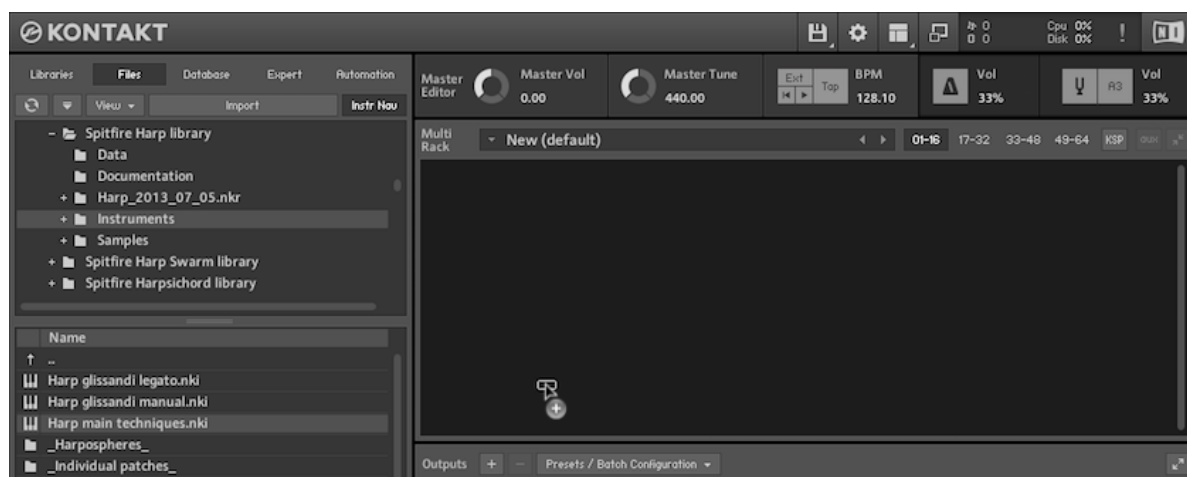 KONTAKT
0
0 0
Cpu 0%
Disk 0%
!
NI
Libraries Files Database Expert Automation
View Import Instr Nav
- Spitfire Harp library
Data
Documentation
+ Harp_2013_07_05.nkr
+ Instruments
+ Samples
+ Spitfire Harp Swarm library
+ Spitfire Harpsichord library
Name
..
Harp glissandi legato.nki
Harp glissandi manual.nki
Harp main techniques.nki
_Harpospheres_
_Individual patches_
Master Editor
Master Vol
0.00
Master Tune
440.00
Ext
Tap
BPM
128.10
Vol
33%
A3
Vol
33%
Multi Rack
New (default)
01-16 17-32 33-48 49-64 KSP aux
Outputs + - Presets / Batch Configuration